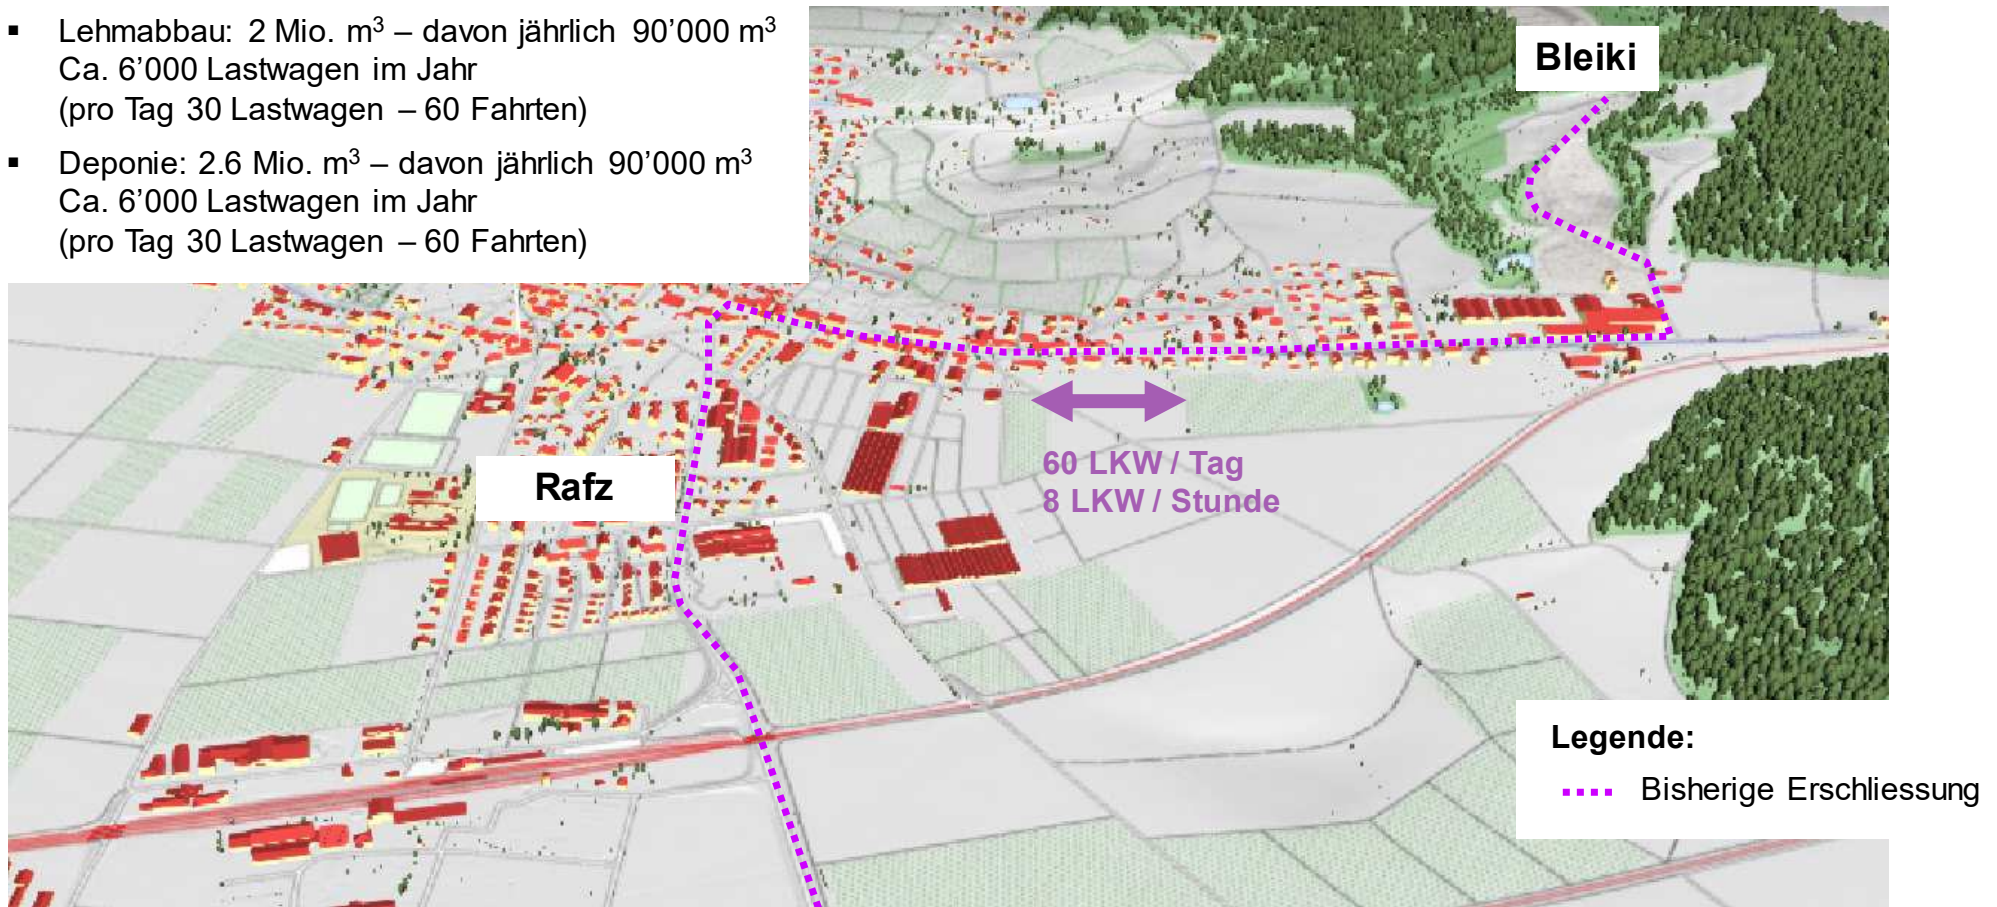 ▪ Lehmabbau: 2 Mio. m³ – davon jährlich 90’000 m³
Ca. 6’000 Lastwagen im Jahr
(pro Tag 30 Lastwagen – 60 Fahrten)
▪ Deponie: 2.6 Mio. m³ – davon jährlich 90’000 m³
Ca. 6’000 Lastwagen im Jahr
(pro Tag 30 Lastwagen – 60 Fahrten)
Bleiki
60 LKW / Tag
8 LKW / Stunde
Rafz
Legende:
Bisherige Erschliessung